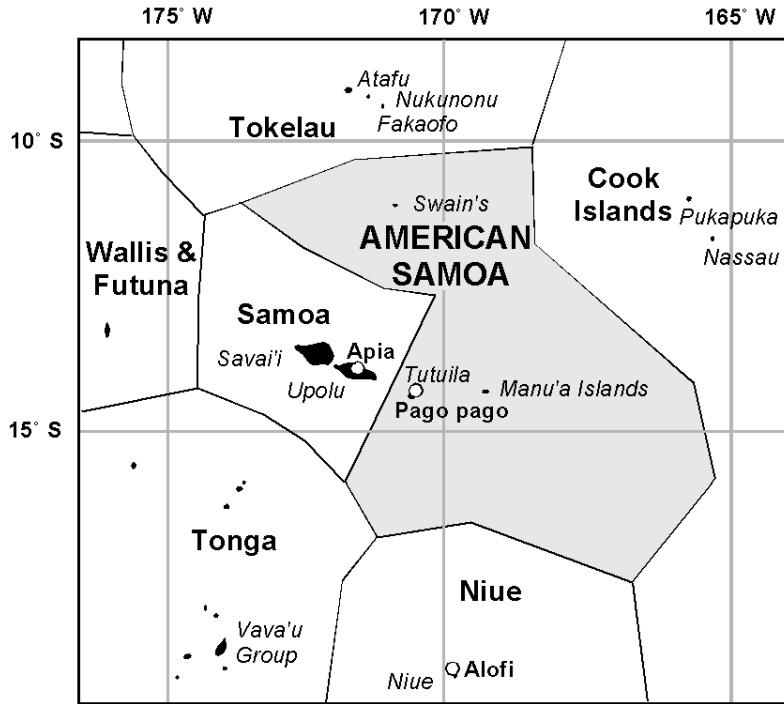 175° W
170° W
165° W
Atafu
Nukunonu
Fakaofo
Tokelau
10° S
Cook
Islands
Pukapuka
Nassau
Swain's
AMERICAN
SAMOA
Wallis &
Futuna
Samoa
Savai'i
Apia
Upolu
Tutuila
Manu'a Islands
Pago pago
15° S
Tonga
Niue
Vava'u
Group
Niue
Alofi